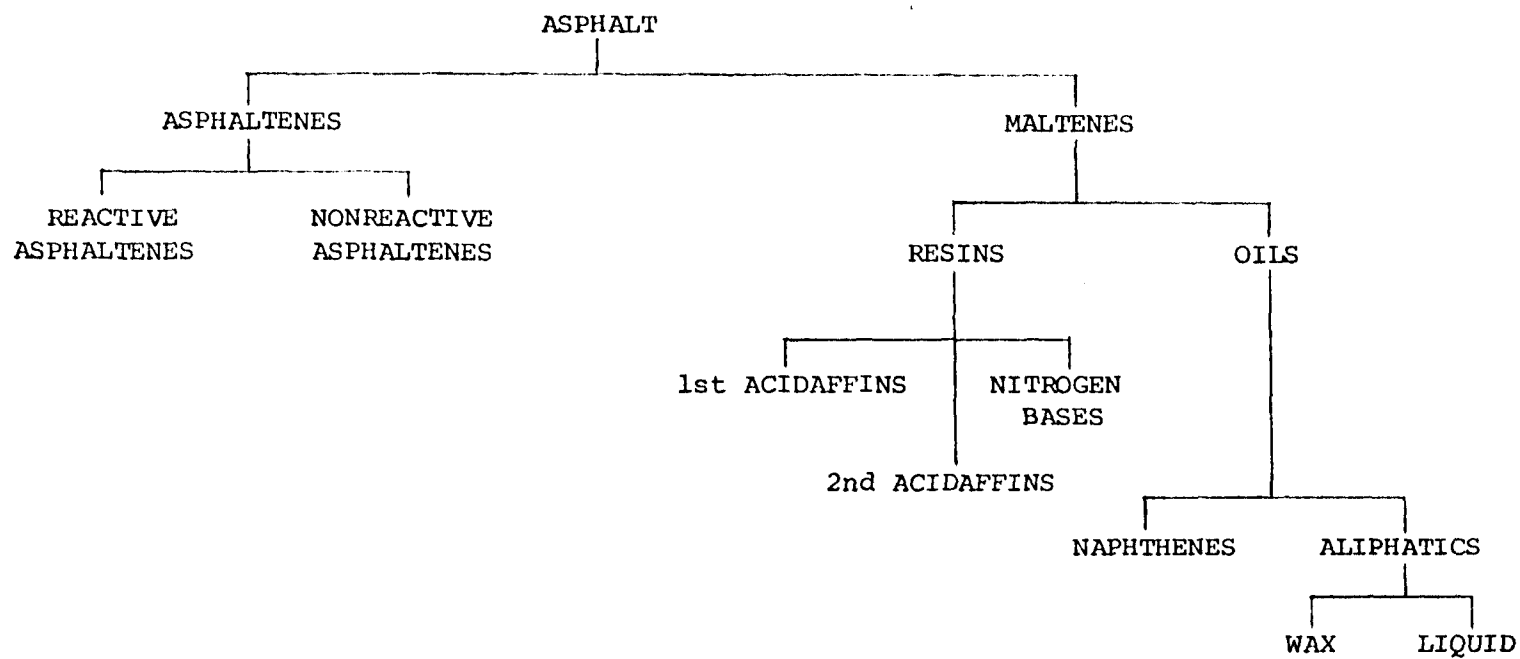 ASPHALT
ASPHALTENES
MALTENES
REACTIVE
ASPHALTENES
NONREACTIVE
ASPHALTENES
RESINS
OILS
1st ACIDAFFINS
NITROGEN
BASES
2nd ACIDAFFINS
NAPHTHENES
ALIPHATICS
WAX
LIQUID